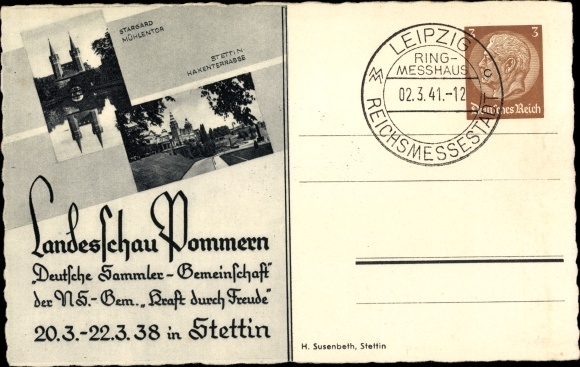 STARGARD
MÜHLENTOR
STETTIN-
HAKENTERRASSE
Landesschau Pommern
„Deutsche Sammler-Gemeinschaft"
der N.S.-Gem. „Kraft durch Freude"
20.3.-22.3.38 in Stettin
LEIPZIG
RING-
MESSHAUS
02.3.41.-12
REICHSMESSESTADT
3 3
Deutsches Reich
H. Susenbeth, Stettin